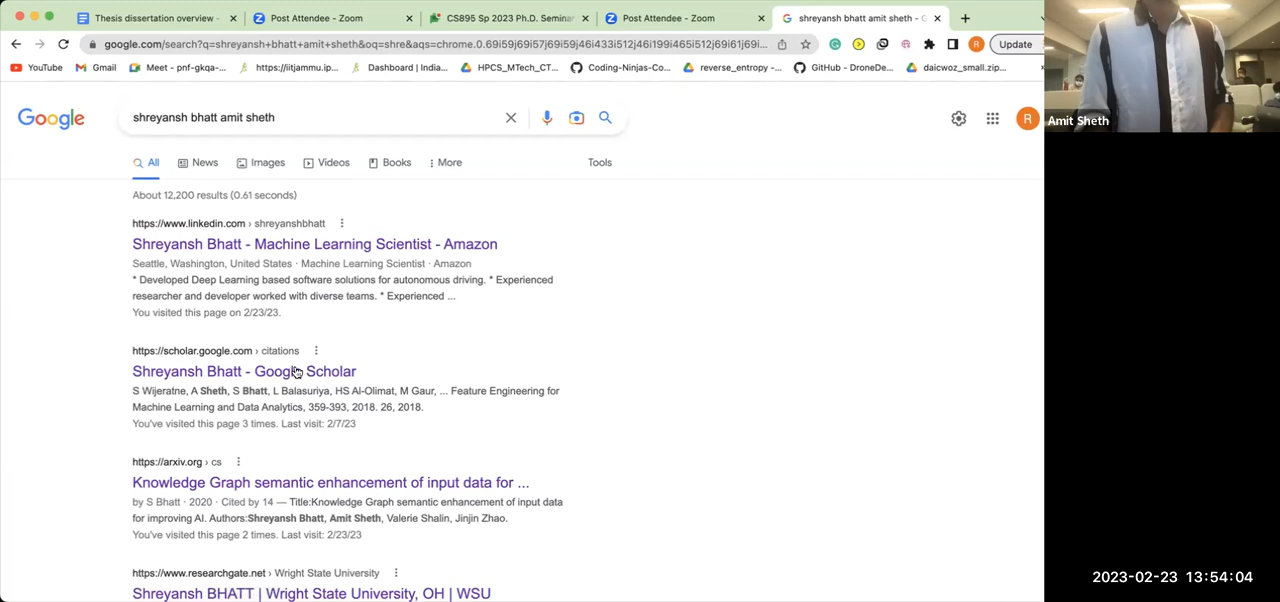 Thesis dissertation overview -
Post Attendee - Zoom
CS895 Sp 2023 Ph.D. Semina
Post Attendee - Zoom
shreyansh bhatt amit sheth - G
google.com/search?q=shreyansh+bhatt+amit+sheth&oq=shre&aqs=chrome.0.69i59j69i57j69i59j46i433i512j46i199i465i512j69i61j69i...
R
Update
YouTube
Gmail
Meet - pnf-gkqa-...
https://iitjammu.ip...
Dashboard | India...
HPCS_MTech_CT...
Coding-Ninjas-Co...
reverse_entropy -...
GitHub - DroneDe...
daicwoz_small.zip...
Google
shreyansh bhatt amit sheth
R
Amit Sheth
All
News
Images
Videos
Books
More
Tools
About 12,200 results (0.61 seconds)
https://www.linkedin.com › shreyanshbhatt
Shreyansh Bhatt - Machine Learning Scientist - Amazon
Seattle, Washington, United States · Machine Learning Scientist · Amazon
* Developed Deep Learning based software solutions for autonomous driving. * Experienced
researcher and developer worked with diverse teams. * Experienced ...
You visited this page on 2/23/23.
https://scholar.google.com › citations
Shreyansh Bhatt - Google Scholar
S Wijeratne, A Sheth, S Bhatt, L Balasuriya, HS Al-Olimat, M Gaur, ... Feature Engineering for
Machine Learning and Data Analytics, 359-393, 2018. 26, 2018.
You've visited this page 3 times. Last visit: 2/7/23
https://arxiv.org › cs
Knowledge Graph semantic enhancement of input data for ...
by S Bhatt · 2020 · Cited by 14 — Title:Knowledge Graph semantic enhancement of input data
for improving AI. Authors:Shreyansh Bhatt, Amit Sheth, Valerie Shalin, Jinjin Zhao.
You've visited this page 2 times. Last visit: 2/23/23
https://www.researchgate.net › Wright State University
Shreyansh BHATT | Wright State University, OH | WSU
2023-02-23 13:54:04